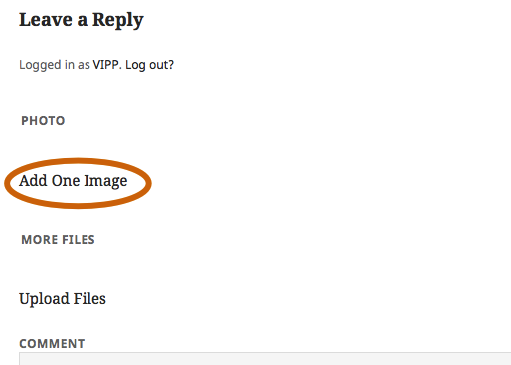 Leave a Reply
Logged in as VIPP. Log out?
PHOTO
Add One Image
MORE FILES
Upload Files
COMMENT